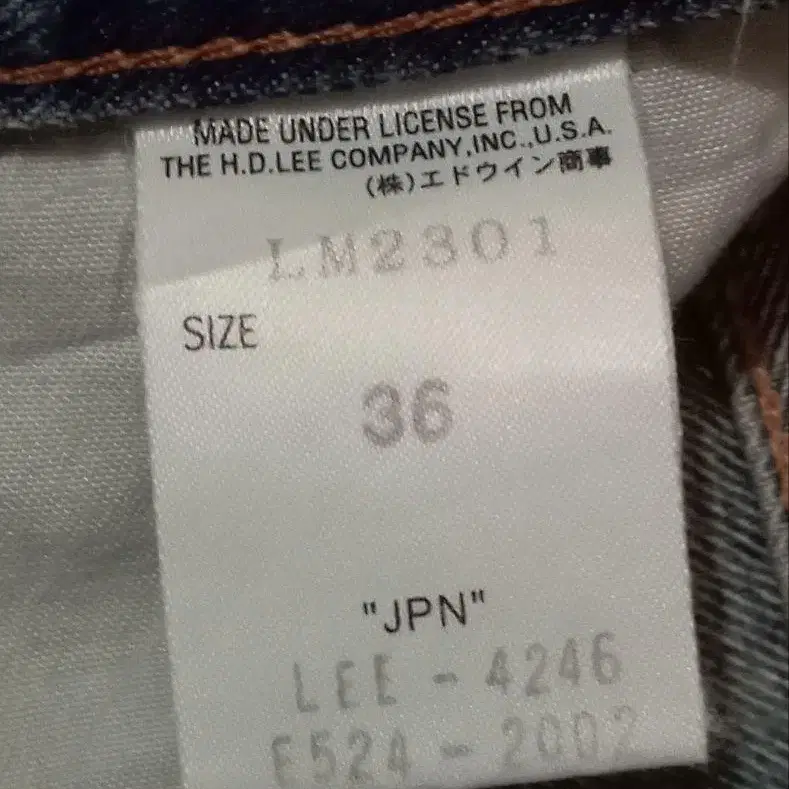 MADE UNDER LICENSE FROM
THE H.D.LEE COMPANY,INC.,U.S.A.
(株)エドウイン商事
LM2301
SIZE
36
"JPN"
LEE - 4246
E524 - 2002